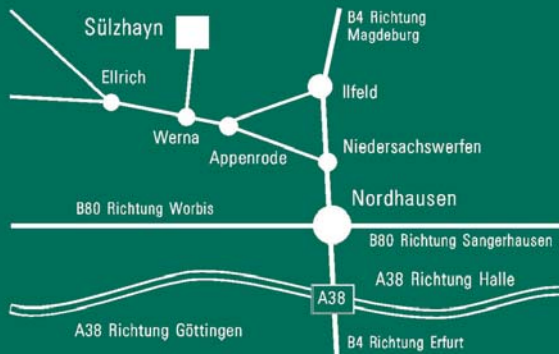 B4 Richtung
Magdeburg
Sülzhayn
Ellrich
Ilfeld
Werna
Appenrode
Niedersachswerfen
Nordhausen
B80 Richtung Worbis
B80 Richtung Sangerhausen
A38 Richtung Halle
A38
A38 Richtung Göttingen
B4 Richtung Erfurt